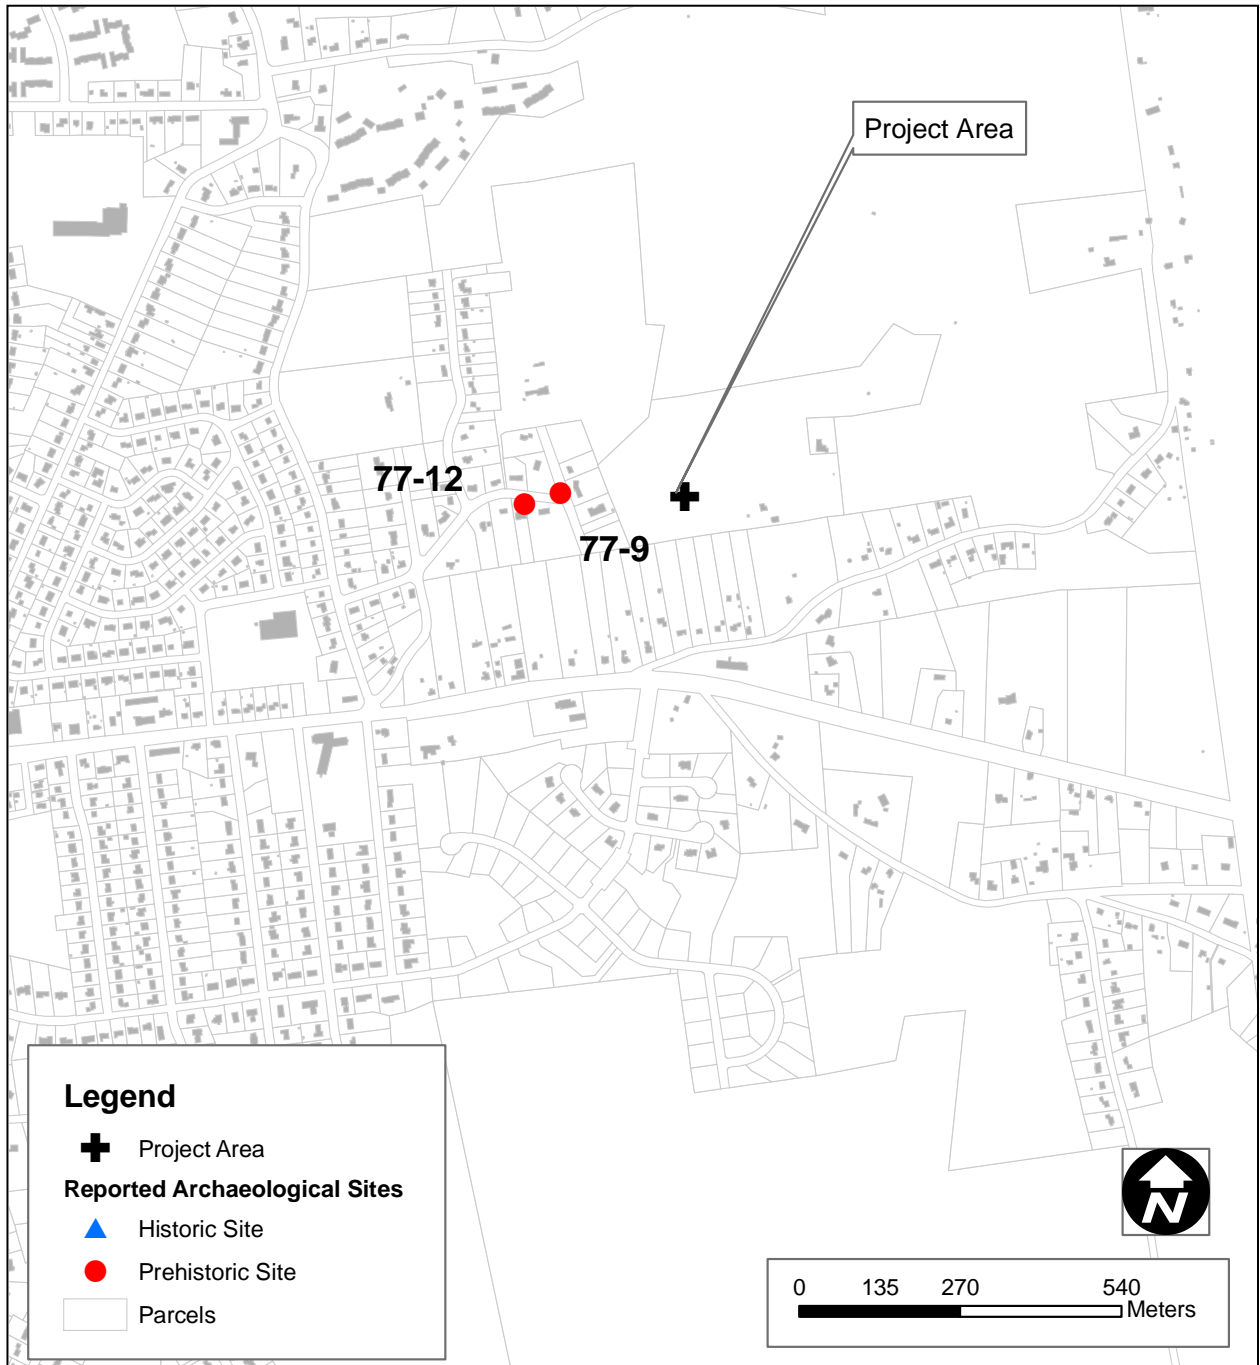 Project Area
77-12
77-9
Legend
Project Area
Reported Archaeological Sites
Historic Site
Prehistoric Site
Parcels
N
0 135 270 540
Meters